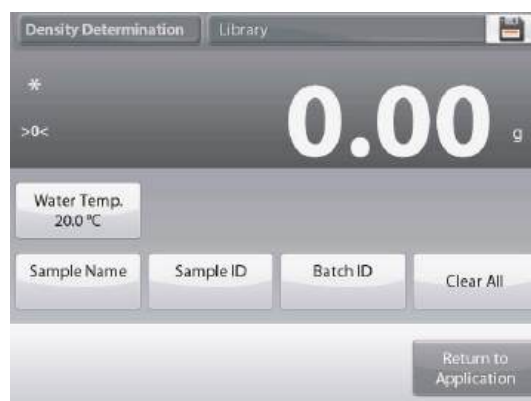 Density Determination Library
*
>0<
0.00 g
Water Temp.
20.0 °C
Sample Name Sample ID Batch ID Clear All
Return to
Application